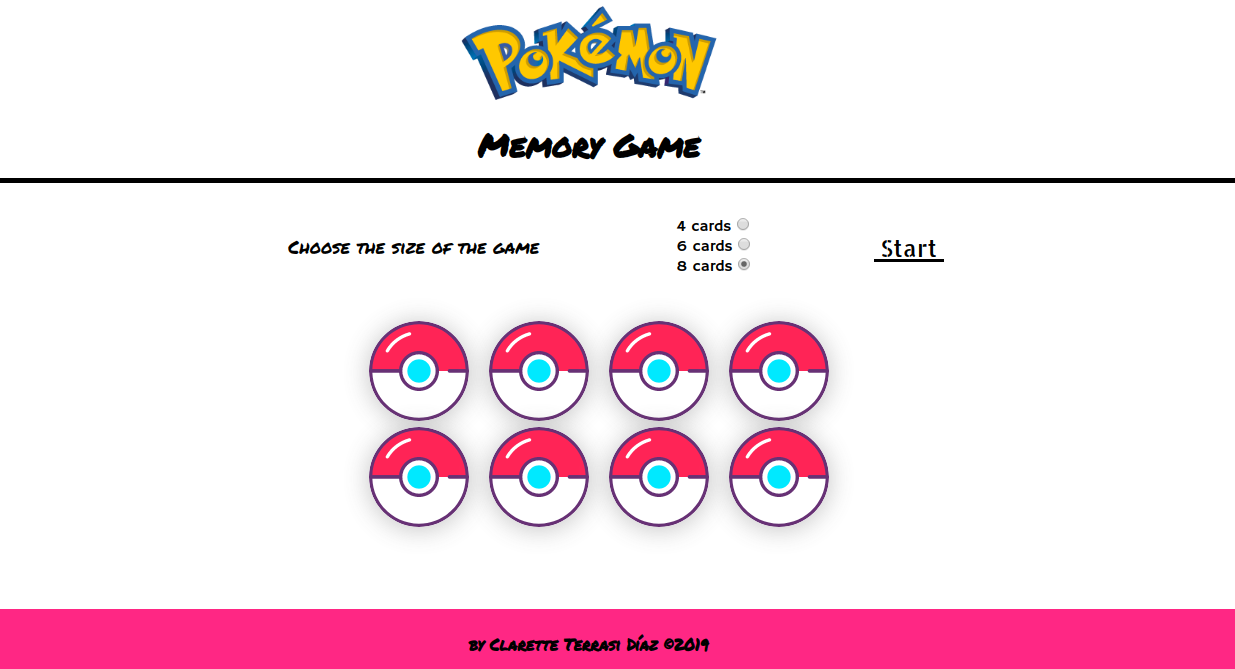 POKéMON
TM
Memory Game
Choose the size of the game
4 cards
6 cards
8 cards
Start
by Clarette Terrasi Díaz ©2019